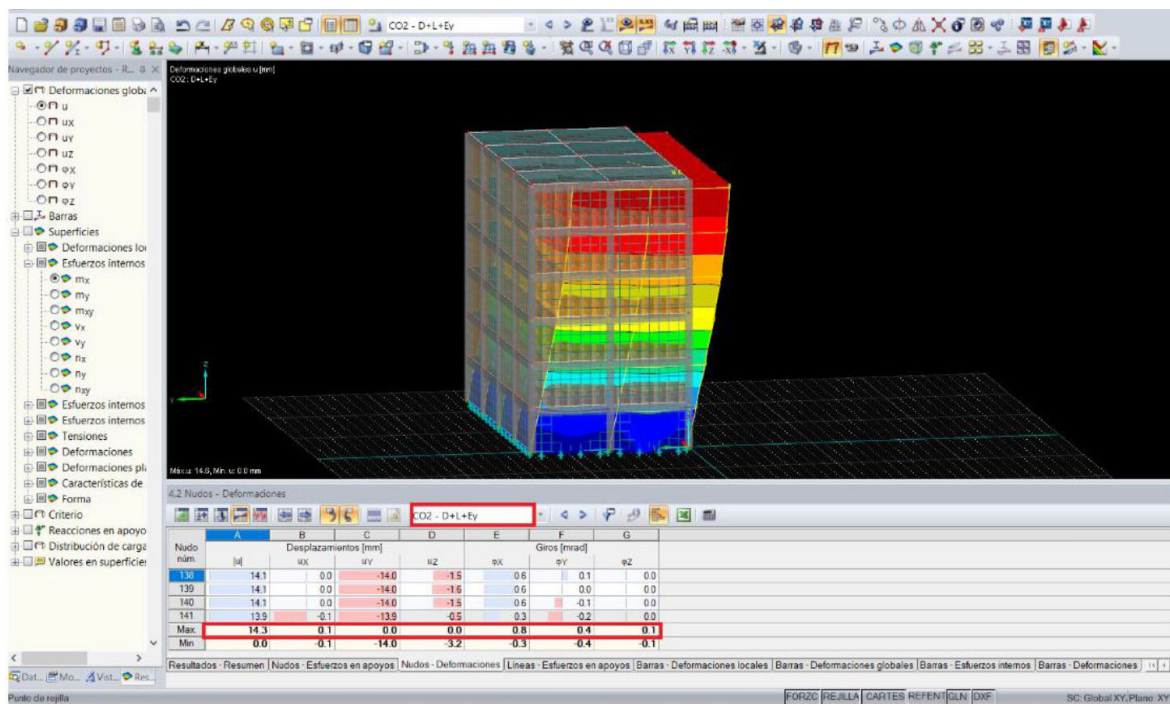 CO2 - D+L+Ey
Navegador de proyectos - R...
Deformaciones globa
u
ux
uy
uz
φX
φY
φZ
Barras
Superficies
Deformaciones lo
Esfuerzos internos
mx
my
mxy
vx
vy
nx
ny
nxy
Esfuerzos internos
Esfuerzos internos
Tensiones
Deformaciones
Deformaciones pl
Características de
Forma
Criterio
Reacciones en apoyo
Distribución de carga
Valores en superficie
Dat... Mo... Vist... Res...
Deformaciones globales u [mm]
CO2: D+L+Ey
Z
Y
Máx u: 14.6, Mín. u: 0.0 mm
4.2 Nudos - Deformaciones
CO2 - D+L+Ey
A B C D E F G
Nudo Desplazamientos [mm] Giros [mrad]
núm. |u| ux uy uz φX φY φZ
138 14.1 0.0 -14.0 -1.5 0.6 0.1 0.0
139 14.1 0.0 -14.0 -1.6 0.6 0.0 0.0
140 14.1 0.0 -14.0 -1.5 0.6 -0.1 0.0
141 13.9 -0.1 -13.9 -0.5 0.3 -0.2 0.0
Max. 14.3 0.1 0.0 0.0 0.8 0.4 0.1
Min 0.0 -0.1 -14.0 -3.2 -0.3 -0.4 -0.1
Resultados - Resumen Nudos - Esfuerzos en apoyos Nudos - Deformaciones Líneas - Esfuerzos en apoyos Barras - Deformaciones locales Barras - Deformaciones globales Barras - Esfuerzos internos Barras - Deformaciones
Punto de rejilla FORZC REJILLA CARTES REFENT GLN DXF SC: Global XY, Plano: XY